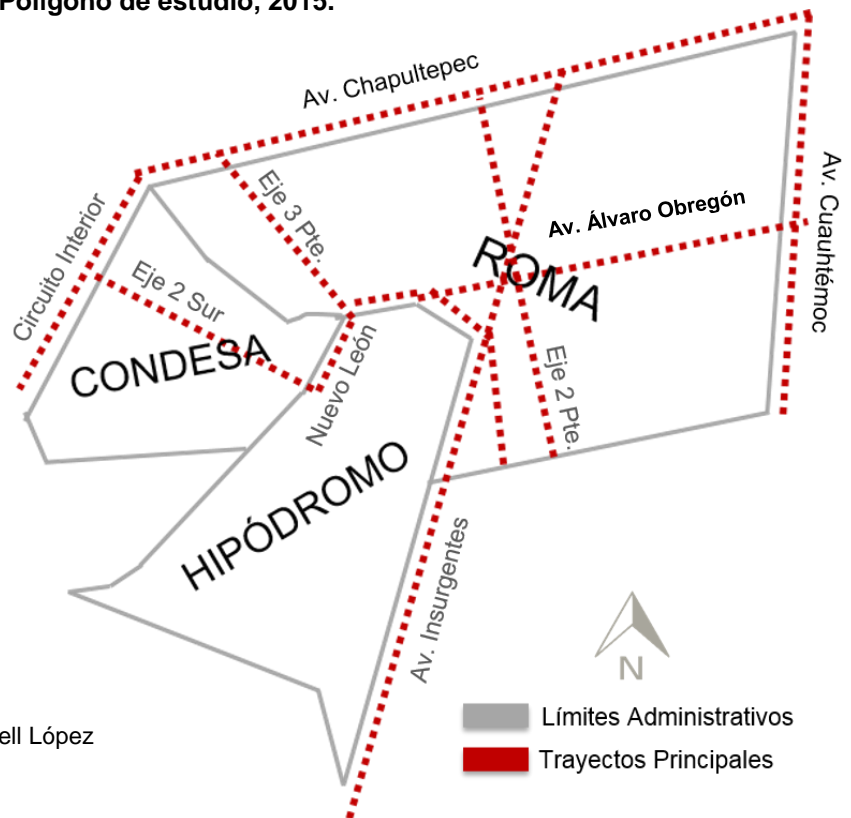 Polígono de estudio, 2015.
Av. Chapultepec
Eje 3 Pte.
Av. Álvaro Obregón
Av. Cuauhtémoc
Circuito Interior
Eje 2 Sur
ROMA
CONDESA
Nuevo León
Eje 2 Pte.
HIPÓDROMO
Av. Insurgentes
N
Límites Administrativos
ell López
Trayectos Principales